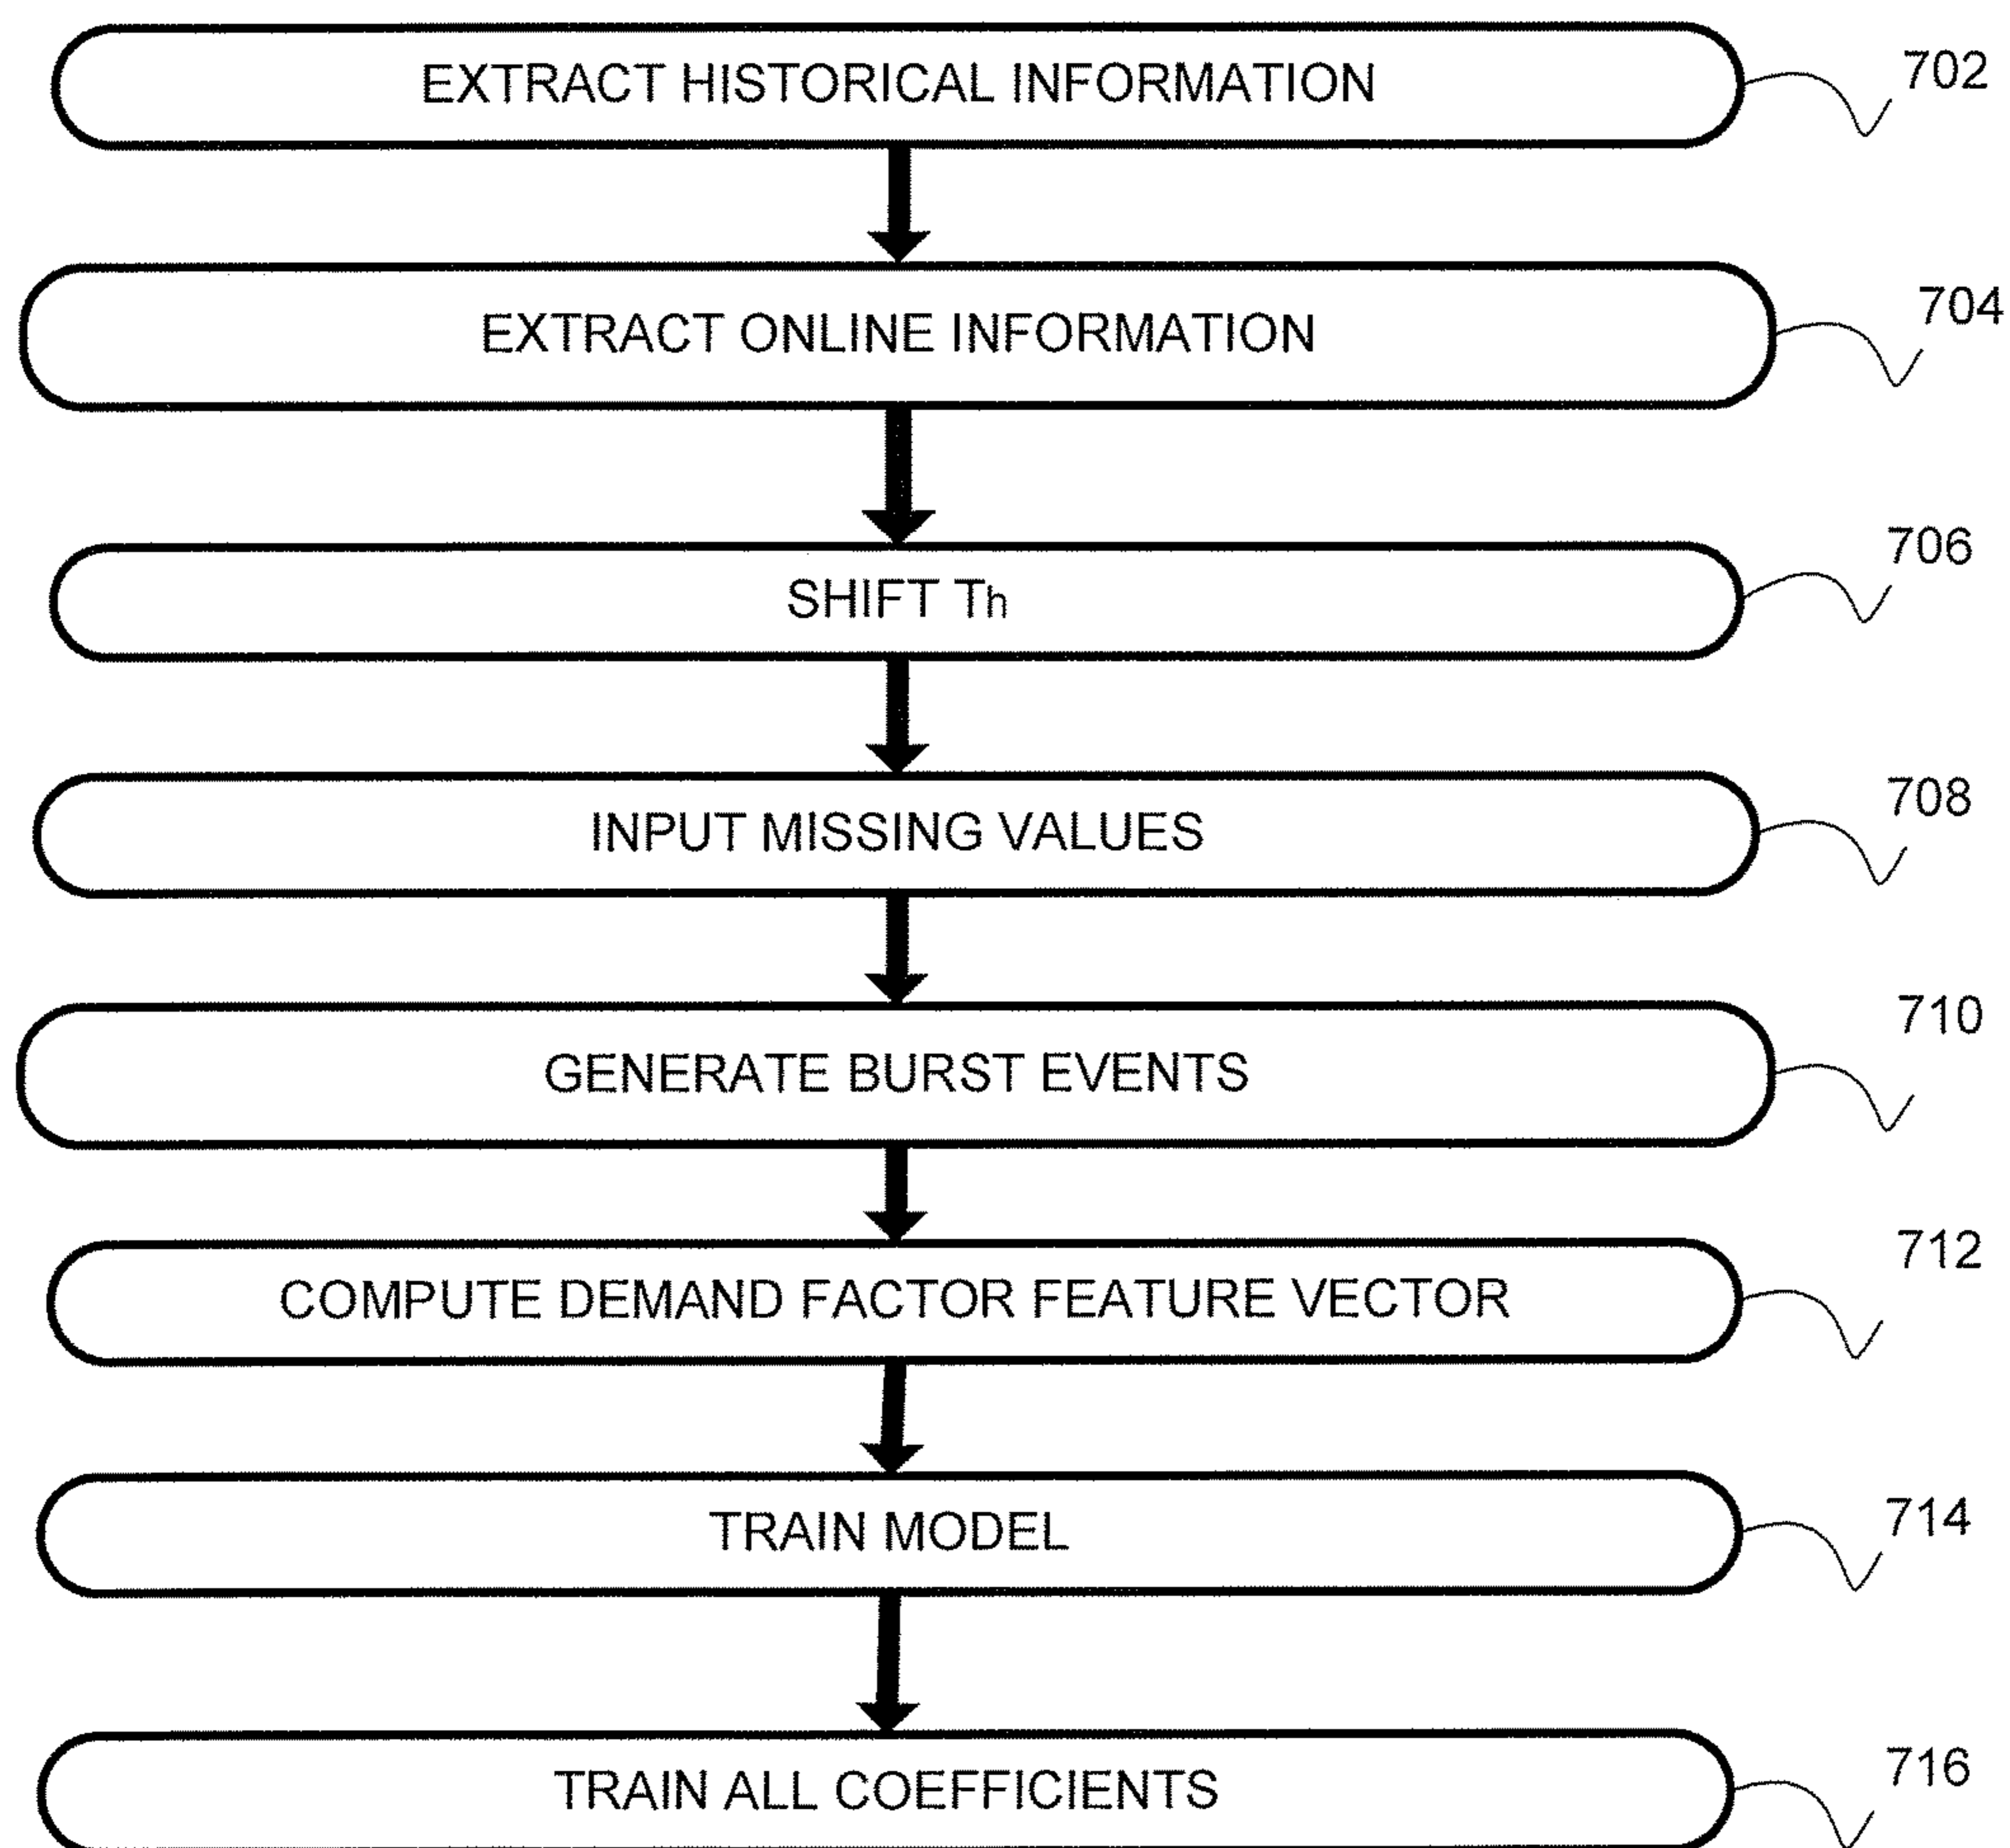 EXTRACT HISTORICAL INFORMATION
702
EXTRACT ONLINE INFORMATION
704
SHIFT Th
706
INPUT MISSING VALUES
708
GENERATE BURST EVENTS
710
COMPUTE DEMAND FACTOR FEATURE VECTOR
712
TRAIN MODEL
714
TRAIN ALL COEFFICIENTS
716